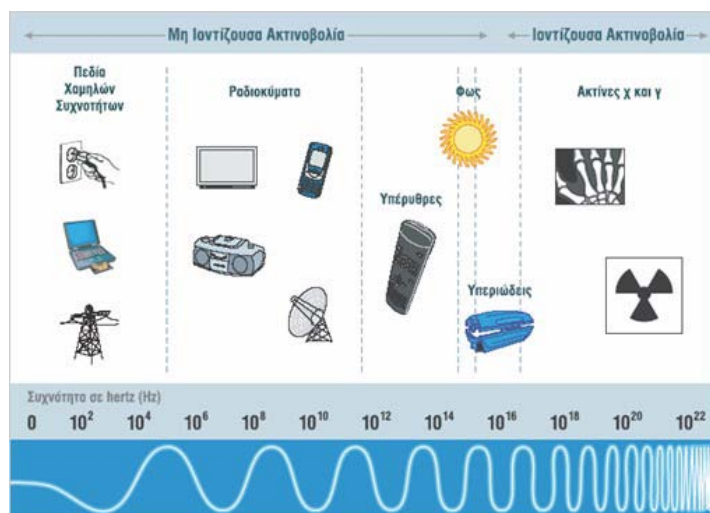 Μη Ιοντίζουσα Ακτινοβολία
Ιοντίζουσα Ακτινοβολία
Πεδία
Χαμηλών
Συχνοτήτων
Ραδιοκύματα
Φως
Ακτίνες χ και γ
Υπέρυθρες
Υπεριώδεις
Συχνότητα σε hertz (Hz)
0 10² 10⁴ 10⁶ 10⁸ 10¹⁰ 10¹² 10¹⁴ 10¹⁶ 10¹⁸ 10²⁰ 10²²